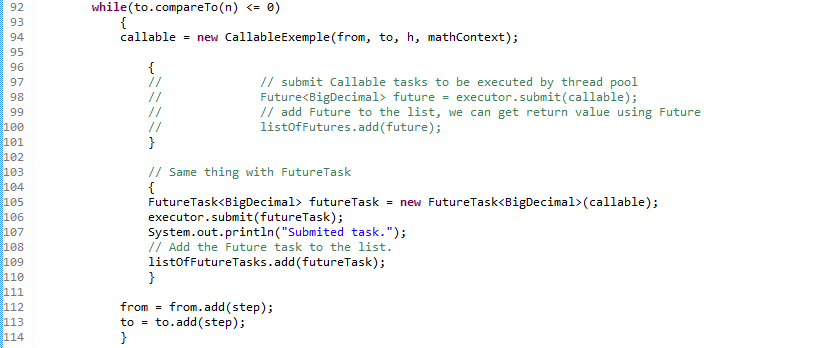 92 while(to.compareTo(n) <= 0)
93 {
94 callable = new CallableExemple(from, to, h, mathContext);
95
96 {
97 // // submit Callable tasks to be executed by thread pool
98 // Future<BigDecimal> future = executor.submit(callable);
99 // // add Future to the list, we can get return value using Future
100 // listOfFutures.add(future);
101 }
102
103 // Same thing with FutureTask
104 {
105 FutureTask<BigDecimal> futureTask = new FutureTask<BigDecimal>(callable);
106 executor.submit(futureTask);
107 System.out.println("Submited task.");
108 // Add the Future task to the list.
109 listOfFutureTasks.add(futureTask);
110 }
111
112 from = from.add(step);
113 to = to.add(step);
114 }